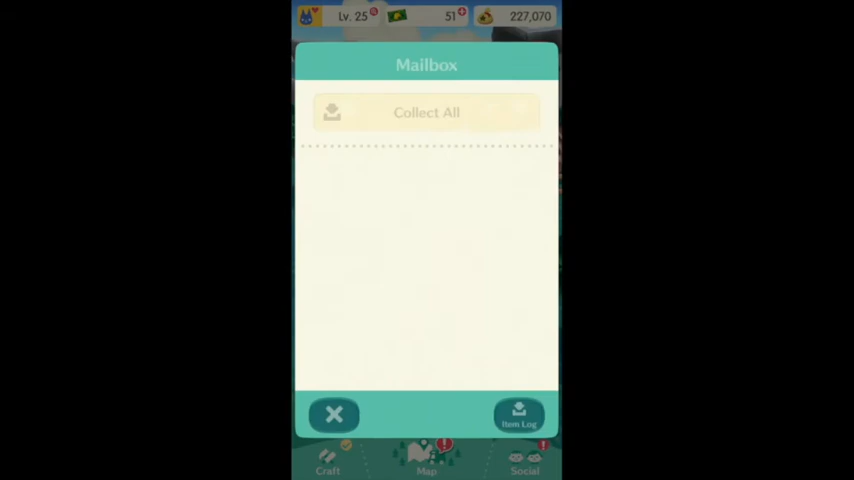 Lv. 25 51 227,070
Mailbox
Collect All
Item Log
Craft Map Social